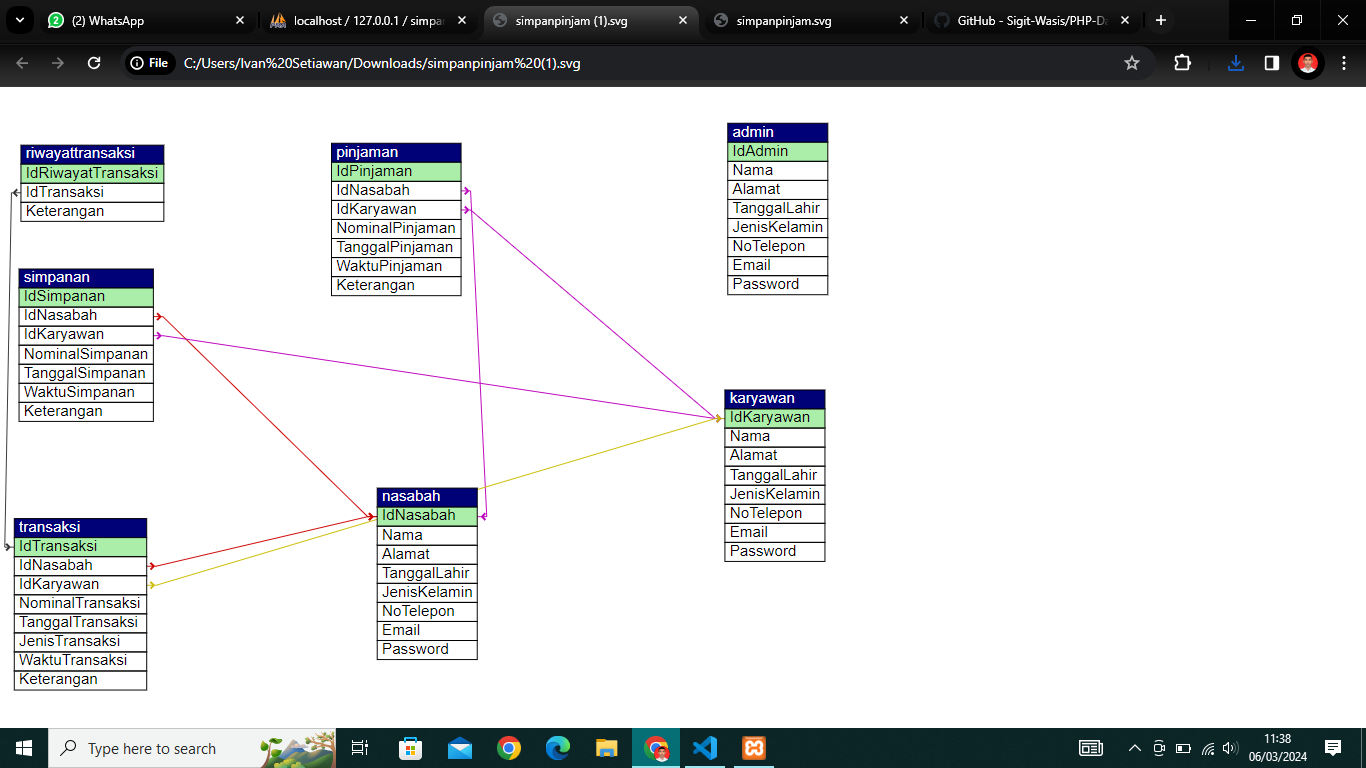 (2) WhatsApp
localhost / 127.0.0.1 / simpan
simpanpinjam (1).svg
simpanpinjam.svg
GitHub - Sigit-Wasis/PHP-Da
File
C:/Users/Ivan%20Setiawan/Downloads/simpanpinjam%20(1).svg
riwayattransaksi
IdRiwayatTransaksi
IdTransaksi
Keterangan
pinjaman
IdPinjaman
IdNasabah
IdKaryawan
NominalPinjaman
TanggalPinjaman
WaktuPinjaman
Keterangan
admin
IdAdmin
Nama
Alamat
TanggalLahir
JenisKelamin
NoTelepon
Email
Password
simpanan
IdSimpanan
IdNasabah
IdKaryawan
NominalSimpanan
TanggalSimpanan
WaktuSimpanan
Keterangan
karyawan
IdKaryawan
Nama
Alamat
TanggalLahir
JenisKelamin
NoTelepon
Email
Password
nasabah
IdNasabah
Nama
Alamat
TanggalLahir
JenisKelamin
NoTelepon
Email
Password
transaksi
IdTransaksi
IdNasabah
IdKaryawan
NominalTransaksi
TanggalTransaksi
JenisTransaksi
WaktuTransaksi
Keterangan
Type here to search
11:38
06/03/2024